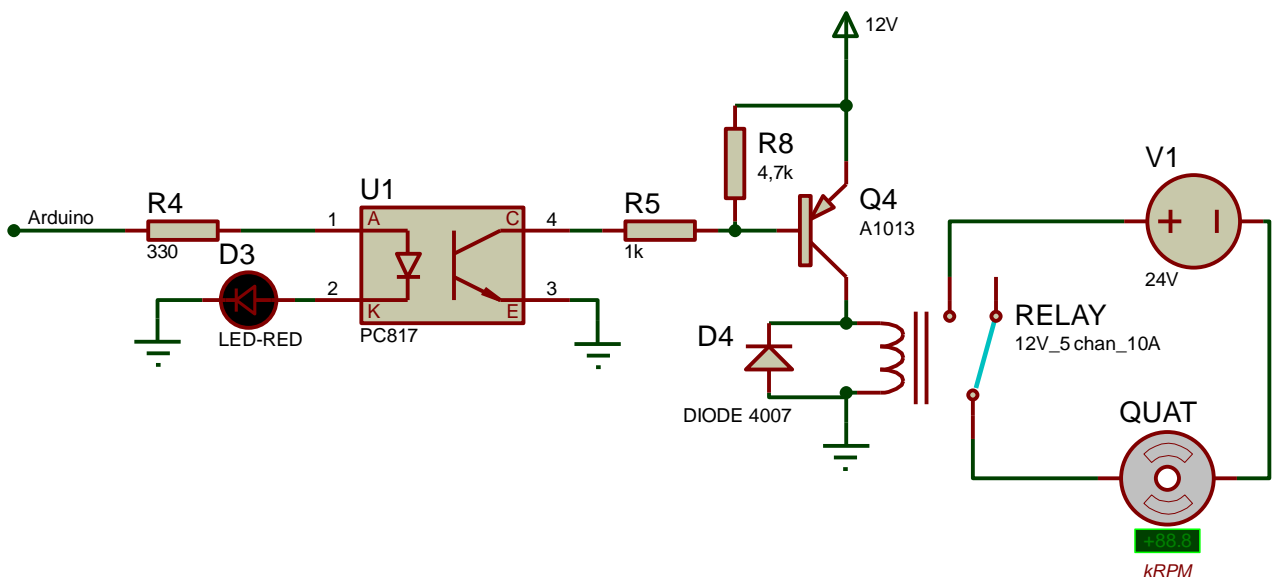 12V
R8
4,7k
V1
24V
Arduino
R4
330
U1
A
C
1
4
K
E
2
3
PC817
D3
LED-RED
R5
1k
Q4
A1013
D4
DIODE 4007
RELAY
12V_5 chan_10A
QUAT
+88.8
kRPM